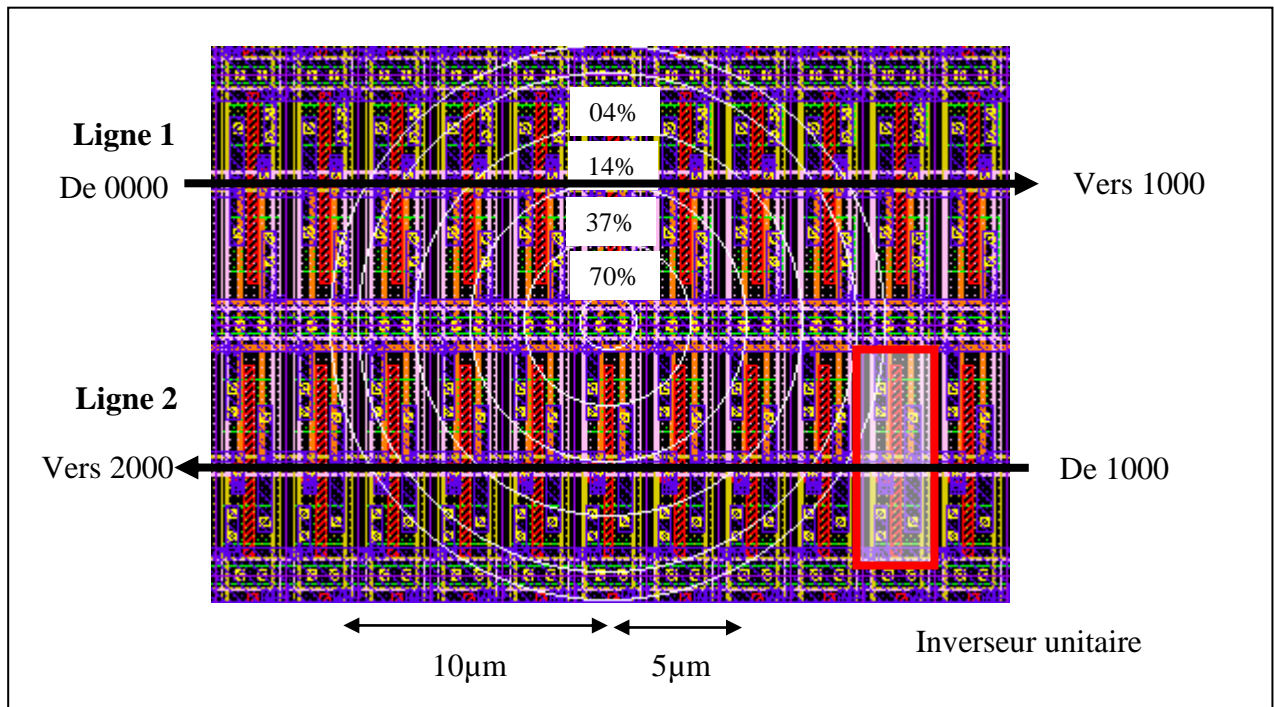 04%
Ligne 1
14%
De 0000
Vers 1000
37%
70%
Ligne 2
Vers 2000
De 1000
Inverseur unitaire
10µm
5µm